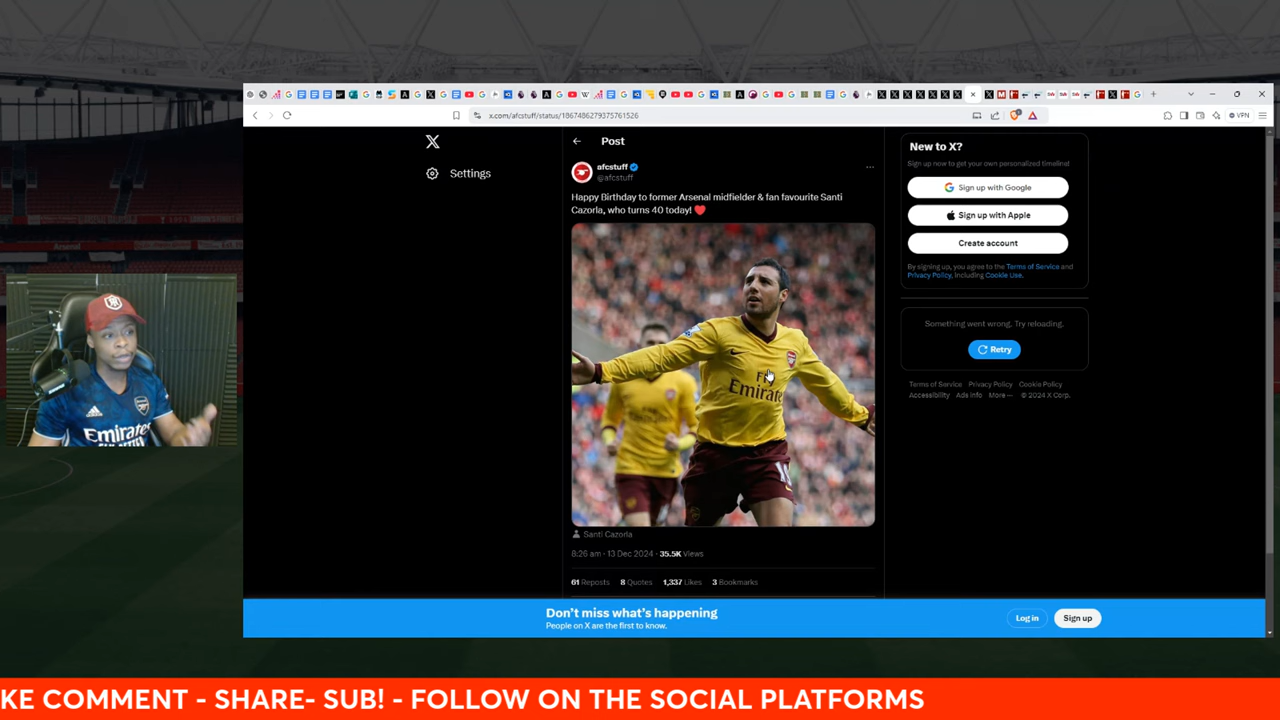 x.com/afcstuff/status/1867486279375761526
VPN
Post
Settings
afcstuff
@afcstuff
Happy Birthday to former Arsenal midfielder & fan favourite Santi
Cazorla, who turns 40 today!
Emirates
Santi Cazorla
8:26 am · 13 Dec 2024 · 35.5K Views
61 Reposts 8 Quotes 1,337 Likes 3 Bookmarks
New to X?
Sign up now to get your own personalized timeline!
Sign up with Google
Sign up with Apple
Create account
By signing up, you agree to the Terms of Service and
Privacy Policy, including Cookie Use.
Something went wrong. Try reloading.
Retry
Terms of Service Privacy Policy Cookie Policy
Accessibility Ads info More ··· © 2024 X Corp.
Don't miss what's happening
People on X are the first to know.
Log in
Sign up
Emirates
Arsenal
KE COMMENT - SHARE- SUB! - FOLLOW ON THE SOCIAL PLATFORMS